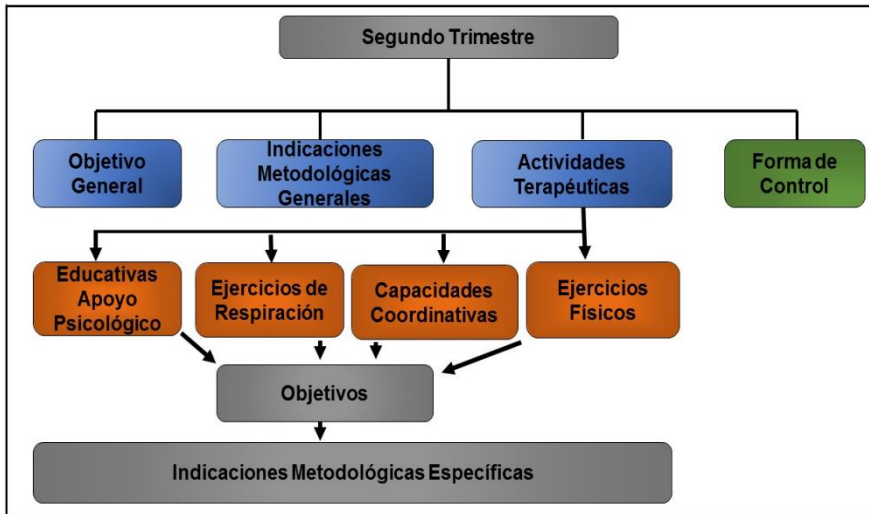 Segundo Trimestre
Objetivo
General
Indicaciones
Metodológicas
Generales
Actividades
Terapéuticas
Forma de
Control
Educativas
Apoyo
Psicológico
Ejercicios de
Respiración
Capacidades
Coordinativas
Ejercicios
Físicos
Objetivos
Indicaciones Metodológicas Específicas